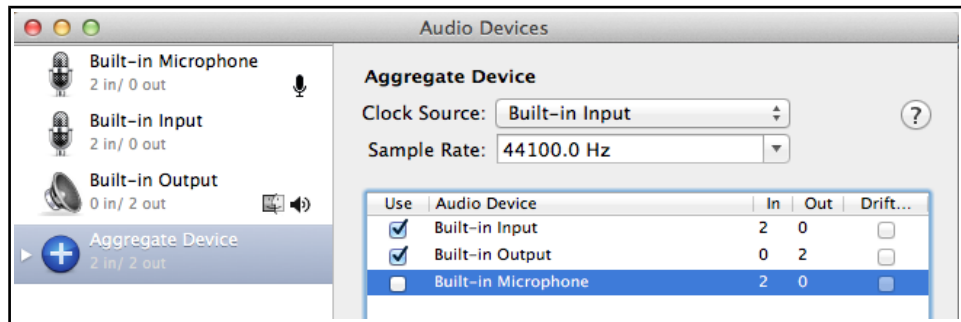 Audio Devices
Built-in Microphone
2 in/ 0 out
Built-in Input
2 in/ 0 out
Built-in Output
0 in/ 2 out
Aggregate Device
2 in/ 2 out
Aggregate Device
Clock Source: Built-in Input
?
Sample Rate: 44100.0 Hz
Use Audio Device In Out Drift...
Built-in Input 2 0
Built-in Output 0 2
Built-in Microphone 2 0